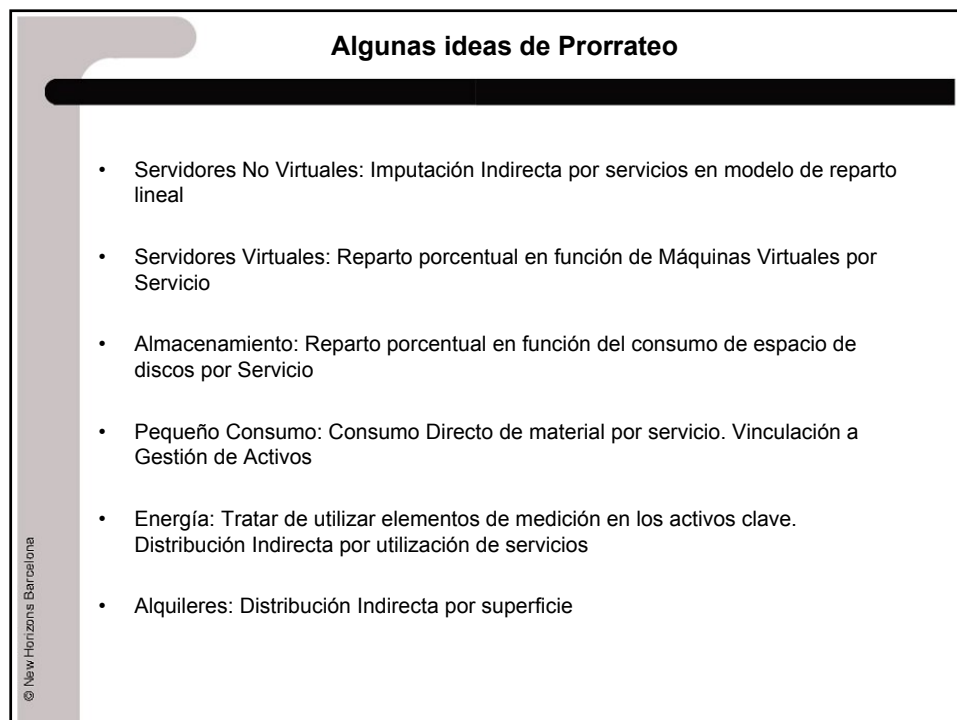 Algunas ideas de Prorrateo
• Servidores No Virtuales: Imputación Indirecta por servicios en modelo de reparto
lineal
• Servidores Virtuales: Reparto porcentual en función de Máquinas Virtuales por
Servicio
• Almacenamiento: Reparto porcentual en función del consumo de espacio de
discos por Servicio
• Pequeño Consumo: Consumo Directo de material por servicio. Vinculación a
Gestión de Activos
• Energía: Tratar de utilizar elementos de medición en los activos clave.
Distribución Indirecta por utilización de servicios
• Alquileres: Distribución Indirecta por superficie
© New Horizons Barcelona